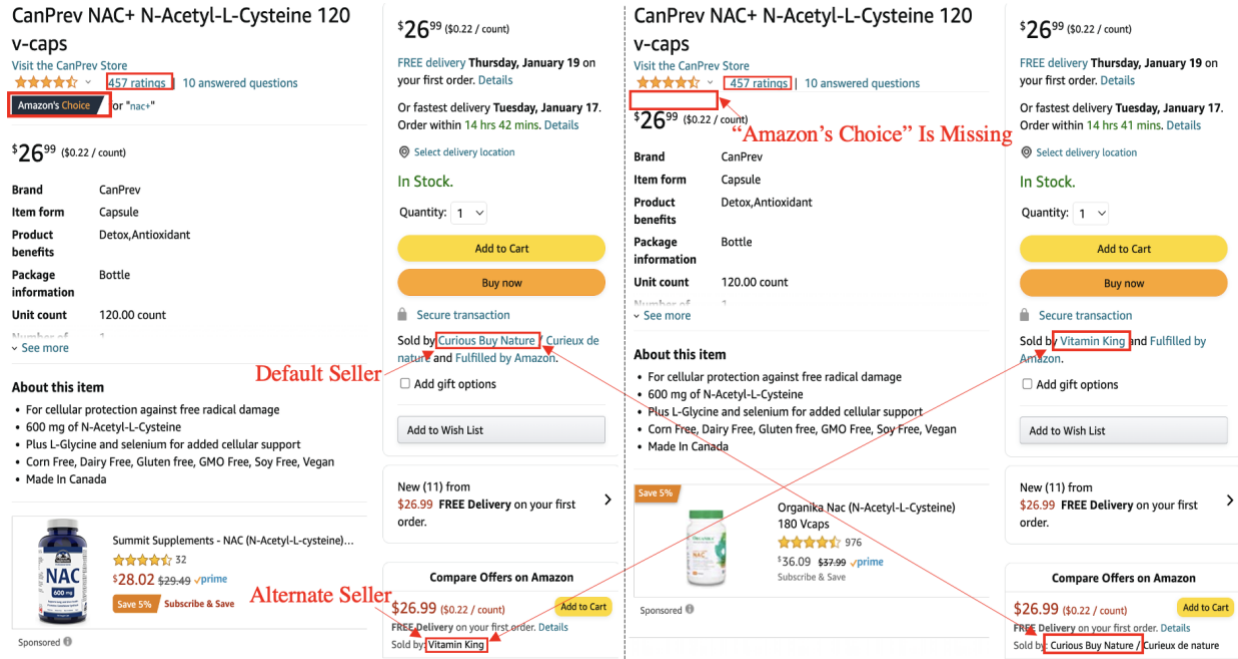 CanPrev NAC+ N-Acetyl-L-Cysteine 120
v-caps
Visit the CanPrev Store
457 ratings | 10 answered questions
Amazon's Choice or "nac+"
$26 99 ($0.22 / count)
Brand CanPrev
Item form Capsule
Product Detox,Antioxidant
benefits
Package Bottle
information
Unit count 120.00 count
Number of 1
See more
About this item
• For cellular protection against free radical damage
• 600 mg of N-Acetyl-L-Cysteine
• Plus L-Glycine and selenium for added cellular support
• Corn Free, Dairy Free, Gluten free, GMO Free, Soy Free, Vegan
• Made In Canada
NAC
600 mg
Summit Supplements - NAC (N-Acetyl-L-cysteine)...
32
$28.02 $29.49 prime
Save 5% Subscribe & Save
Sponsored
$26 99 ($0.22 / count)
FREE delivery Thursday, January 19 on
your first order. Details
Or fastest delivery Tuesday, January 17.
Order within 14 hrs 42 mins. Details
Select delivery location
In Stock.
Quantity: 1
Add to Cart
Buy now
Secure transaction
Sold by Curious Buy Nature / Curieux de
nature and Fulfilled by Amazon.
Default Seller
Add gift options
Add to Wish List
New (11) from
$26.99 FREE Delivery on your first
order.
Compare Offers on Amazon
Alternate Seller
$26.99 ($0.22 / count) Add to Cart
FREE Delivery on your first order. Details
Sold by: Vitamin King
CanPrev NAC+ N-Acetyl-L-Cysteine 120
v-caps
Visit the CanPrev Store
457 ratings | 10 answered questions
$26 99 ($0.22 / count)
“Amazon’s Choice” Is Missing
Brand CanPrev
Item form Capsule
Product Detox,Antioxidant
benefits
Package Bottle
information
Unit count 120.00 count
Number of 1
See more
About this item
• For cellular protection against free radical damage
• 600 mg of N-Acetyl-L-Cysteine
• Plus L-Glycine and selenium for added cellular support
• Corn Free, Dairy Free, Gluten free, GMO Free, Soy Free, Vegan
• Made In Canada
Save 5%
NAC
Organika Nac (N-Acetyl-L-Cysteine)
180 Vcaps
976
$36.09 $37.99 prime
Subscribe & Save
Sponsored
$26 99 ($0.22 / count)
FREE delivery Thursday, January 19 on
your first order. Details
Or fastest delivery Tuesday, January 17.
Order within 14 hrs 41 mins. Details
Select delivery location
In Stock.
Quantity: 1
Add to Cart
Buy now
Secure transaction
Sold by Vitamin King and Fulfilled by
Amazon.
Add gift options
Add to Wish List
New (11) from
$26.99 FREE Delivery on your first
order.
Compare Offers on Amazon
$26.99 ($0.22 / count) Add to Cart
FREE Delivery on your first order. Details
Sold by: Curious Buy Nature / Curieux de nature